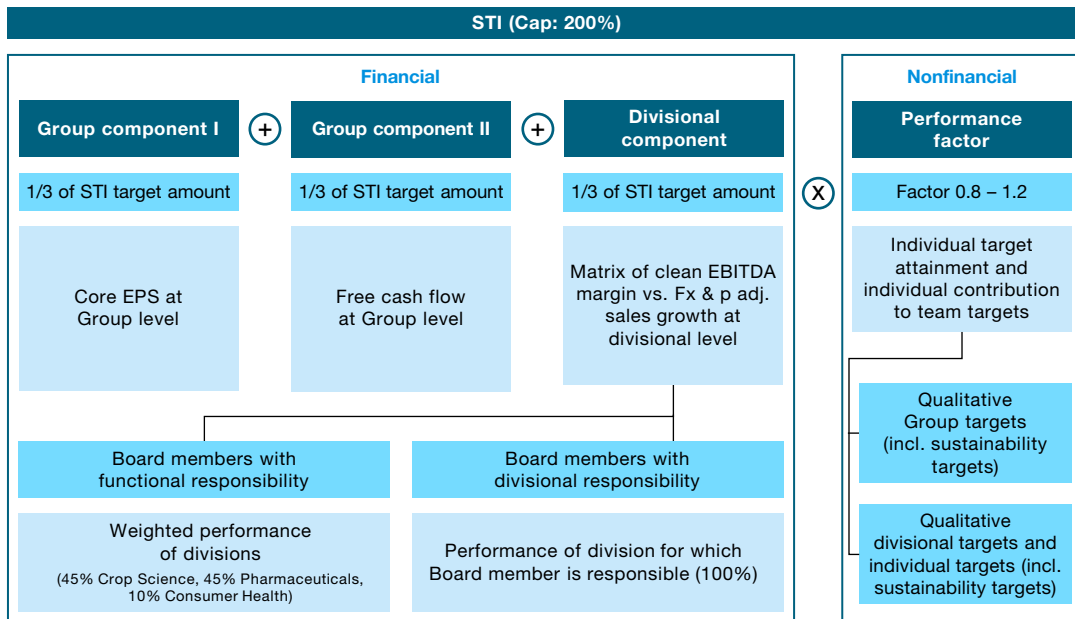 STI (Cap: 200%)
Financial
Group component I
+
Group component II
+
Divisional
component
1/3 of STI target amount
1/3 of STI target amount
1/3 of STI target amount
Core EPS at
Group level
Free cash flow
at Group level
Matrix of clean EBITDA
margin vs. Fx & p adj.
sales growth at
divisional level
Board members with
functional responsibility
Board members with
divisional responsibility
Weighted performance
of divisions
(45% Crop Science, 45% Pharmaceuticals,
10% Consumer Health)
Performance of division for which
Board member is responsible (100%)
X
Nonfinancial
Performance
factor
Factor 0.8 – 1.2
Individual target
attainment and
individual contribution
to team targets
Qualitative
Group targets
(incl. sustainability
targets)
Qualitative
divisional targets and
individual targets (incl.
sustainability targets)